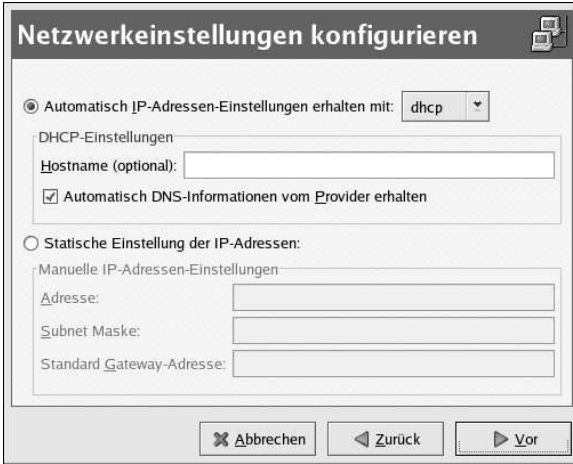 Netzwerkeinstellungen konfigurieren
Automatisch IP-Adressen-Einstellungen erhalten mit: dhcp
DHCP-Einstellungen
Hostname (optional):
Automatisch DNS-Informationen vom Provider erhalten
Statische Einstellung der IP-Adressen:
Manuelle IP-Adressen-Einstellungen
Adresse:
Subnet Maske:
Standard Gateway-Adresse:
Abbrechen Zurück Vor